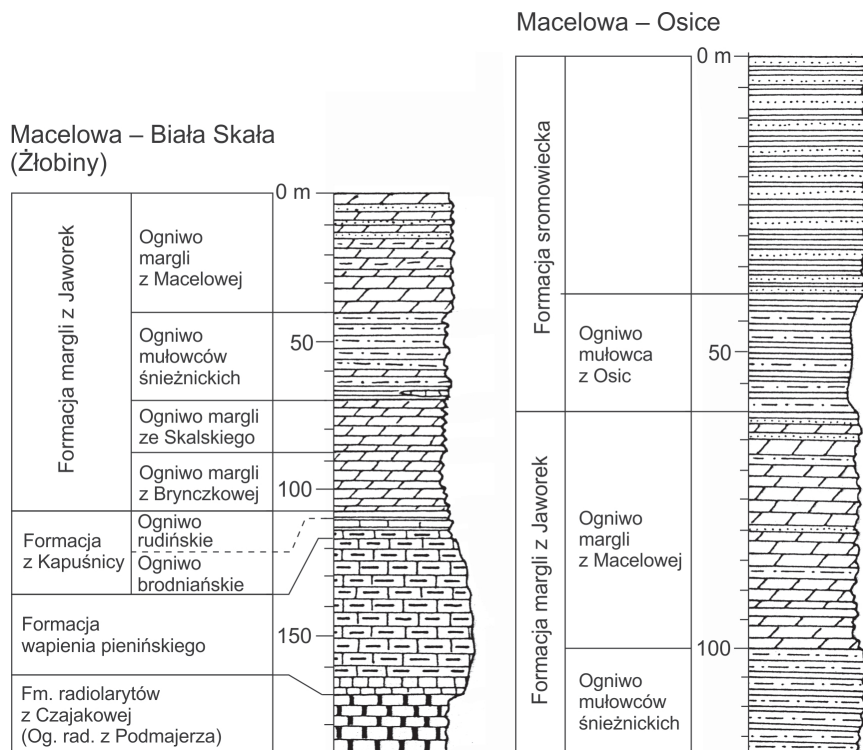 Macelowa – Osice
0 m
Formacja sromowiecka
Ogniwo
mułowca
z Osic
50
Formacja margli z Jaworek
Ogniwo
margli
z Macelowej
100
Ogniwo
mułowców
śnieżnickich
Macelowa – Biała Skała
(Żłobiny)
0 m
Formacja margli z Jaworek
Ogniwo
margli
z Macelowej
Ogniwo
mułowców
śnieżnickich
50
Ogniwo margli
ze Skalskiego
Ogniwo margli
z Brynczkowej
100
Formacja
z Kapuśnicy
Ogniwo
rudińskie
Ogniwo
brodniańskie
Formacja
wapienia pienińskiego
150
Fm. radiolarytów
z Czajakowej
(Og. rad. z Podmajerza)